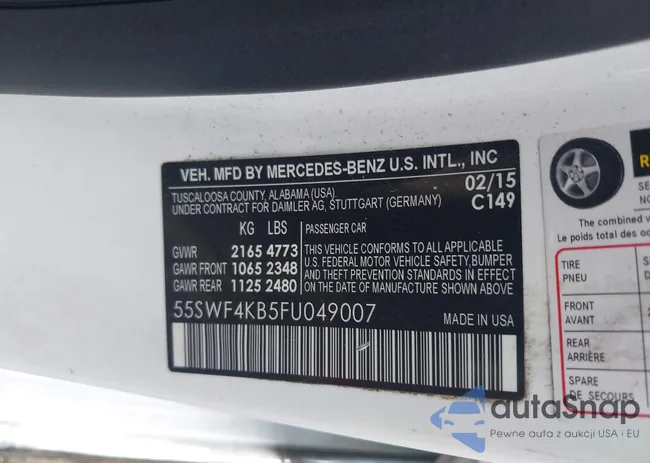 VEH. MFD BY MERCEDES-BENZ U.S. INTL., INC
TUSCALOOSA COUNTY, ALABAMA (USA) 02/15
UNDER CONTRACT FOR DAIMLER AG, STUTTGART (GERMANY) C149
KG LBS PASSENGER CAR
GVWR 2165 4773
GAWR FRONT 1065 2348
GAWR REAR 1125 2480
THIS VEHICLE CONFORMS TO ALL APPLICABLE
U.S. FEDERAL MOTOR VEHICLE SAFETY, BUMPER
AND THEFT PREVENTION STANDARDS IN EFFECT ON
THE DATE OF MANUFACTURE SHOWN ABOVE.
55SWF4KB5FU049007 MADE IN USA
The combined
Le poids total des
TIRE
PNEU
FRONT
AVANT
REAR
ARRIÈRE
SPARE
DE SECOURS
autaSnap
Pewne auta z aukcji USA i EU